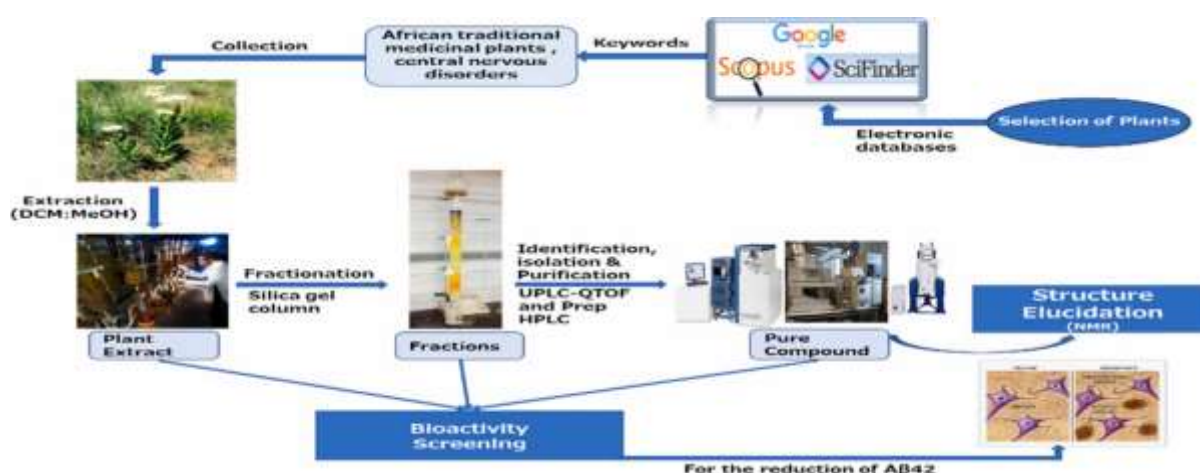 Selection of Plants
Electronic
databases
Google
Scopus
SciFinder
Keywords
African traditional
medicinal plants ,
central nervous
disorders
Collection
Extraction
(DCM:MeOH)
Plant
Extract
Fractionation
Silica gel
column
Fractions
Identification,
isolation &
Purification
UPLC-QTOF
and Prep
HPLC
Pure
Compound
Structure
Elucidation
(NMR)
Bioactivity
Screening
For the reduction of AB42